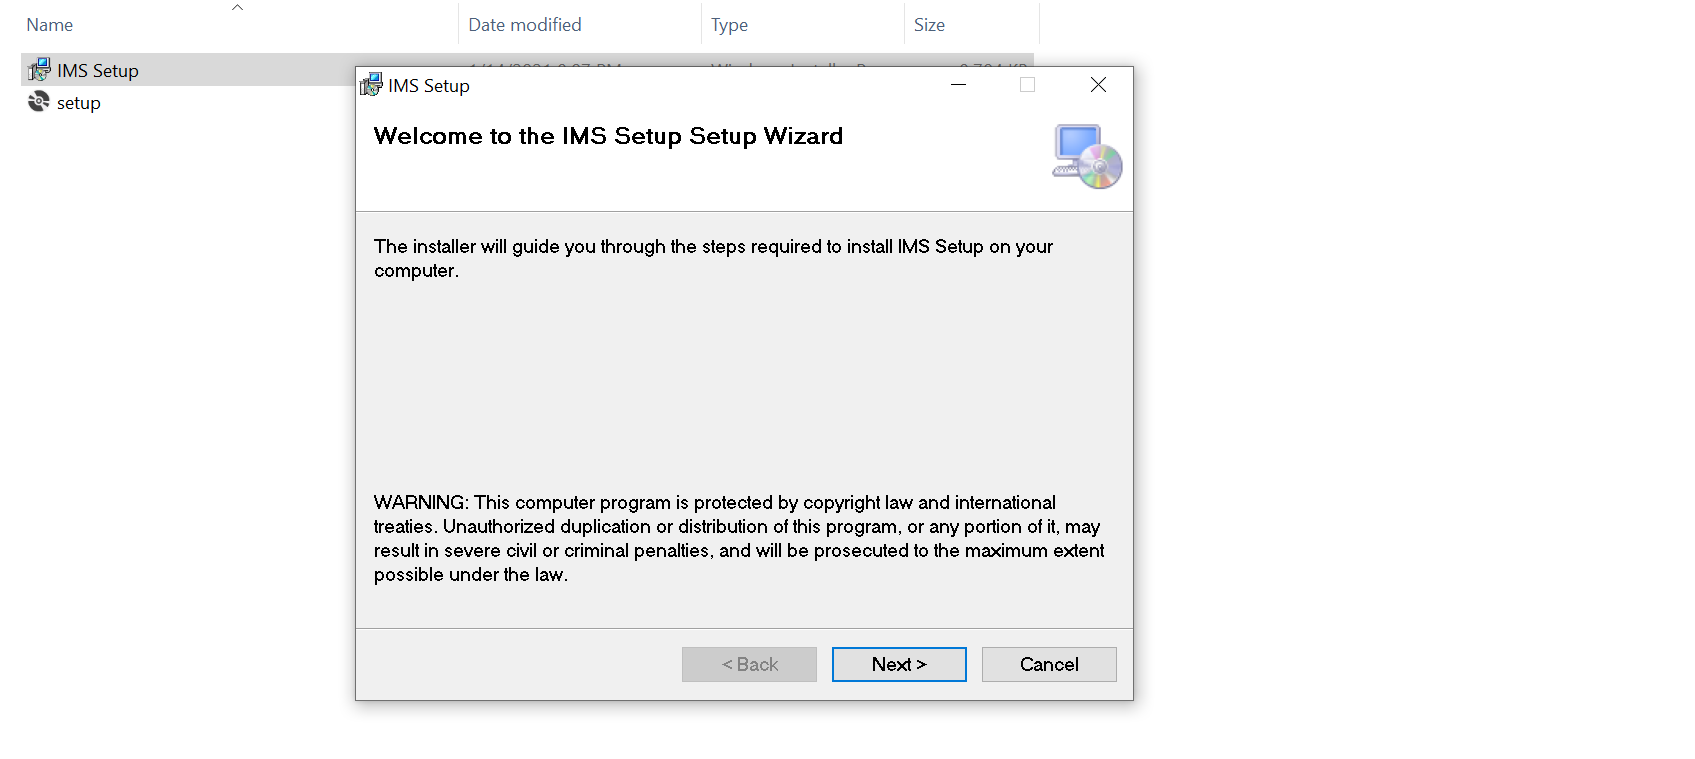 Name Date modified Type Size
IMS Setup
setup
IMS Setup
Welcome to the IMS Setup Setup Wizard
The installer will guide you through the steps required to install IMS Setup on your
computer.
WARNING: This computer program is protected by copyright law and international
treaties. Unauthorized duplication or distribution of this program, or any portion of it, may
result in severe civil or criminal penalties, and will be prosecuted to the maximum extent
possible under the law.
< Back Next > Cancel